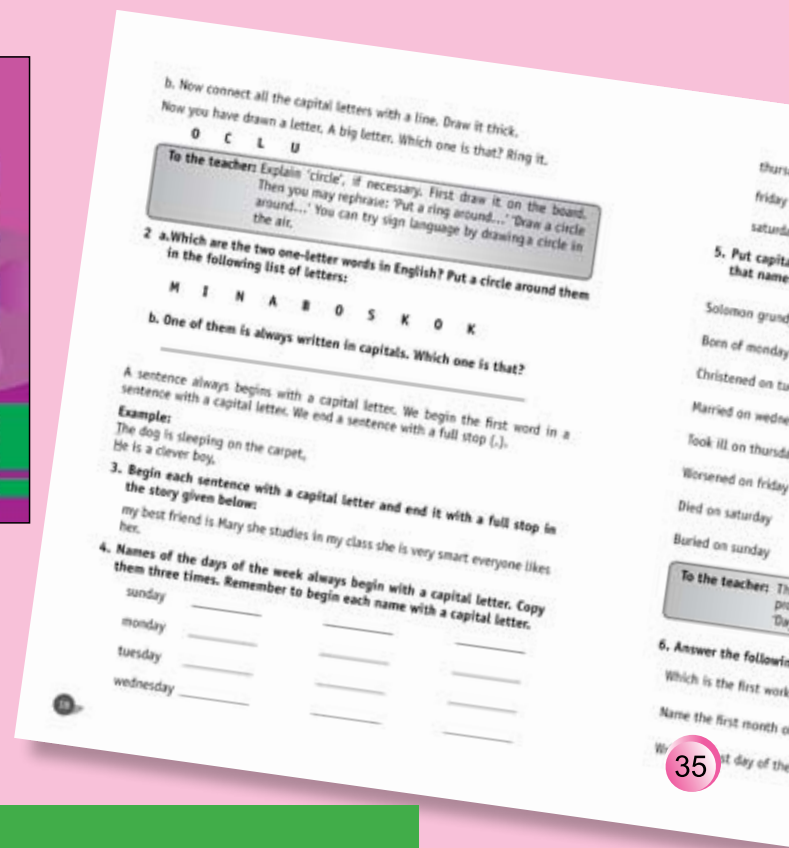 b. Now connect all the capital letters with a line. Draw it thick.
Now you have drawn a letter. A big letter. Which one is that? Ring it.
O C L U
To the teacher: Explain 'circle', if necessary. First draw it on the board.
Then you may rephrase: 'Put a ring around...' 'Draw a circle
around...' You can try sign language by drawing a circle in
the air.
2 a.Which are the two one-letter words in English? Put a circle around them
in the following list of letters:
M I N A B O S K O K
b. One of them is always written in capitals. Which one is that?
A sentence always begins with a capital letter. We begin the first word in a
sentence with a capital letter. We end a sentence with a full stop (.).
Example:
The dog is sleeping on the carpet.
He is a clever boy.
3. Begin each sentence with a capital letter and end it with a full stop in
the story given below:
my best friend is Mary she studies in my class she is very smart everyone likes
her.
4. Names of the days of the week always begin with a capital letter. Copy
them three times. Remember to begin each name with a capital letter.
sunday
monday
tuesday
wednesday
thurs
friday
saturd
5. Put capita
that name
Solomon grund
Born of monday
Christened on tu
Married on wedne
Took ill on thursd
Worsened on friday
Died on saturday
Buried on sunday
To the teacher: Th
pro
'Day
6. Answer the followin
Which is the first work
Name the first month o
st day of the
35